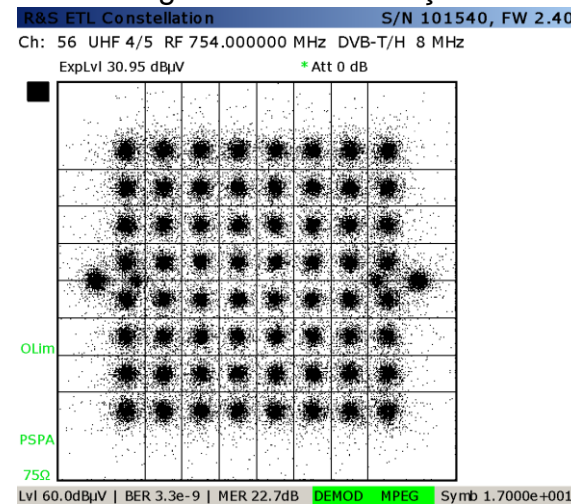 R&S ETL Constellation S/N 101540, FW 2.40
Ch: 56 UHF 4/5 RF 754.000000 MHz DVB-T/H 8 MHz
ExpLvl 30.95 dBµV * Att 0 dB
OLim
PSPA
75Ω
Lvl 60.0dBµV | BER 3.3e-9 | MER 22.7dB DEMOD MPEG Symb 1.7000e+001